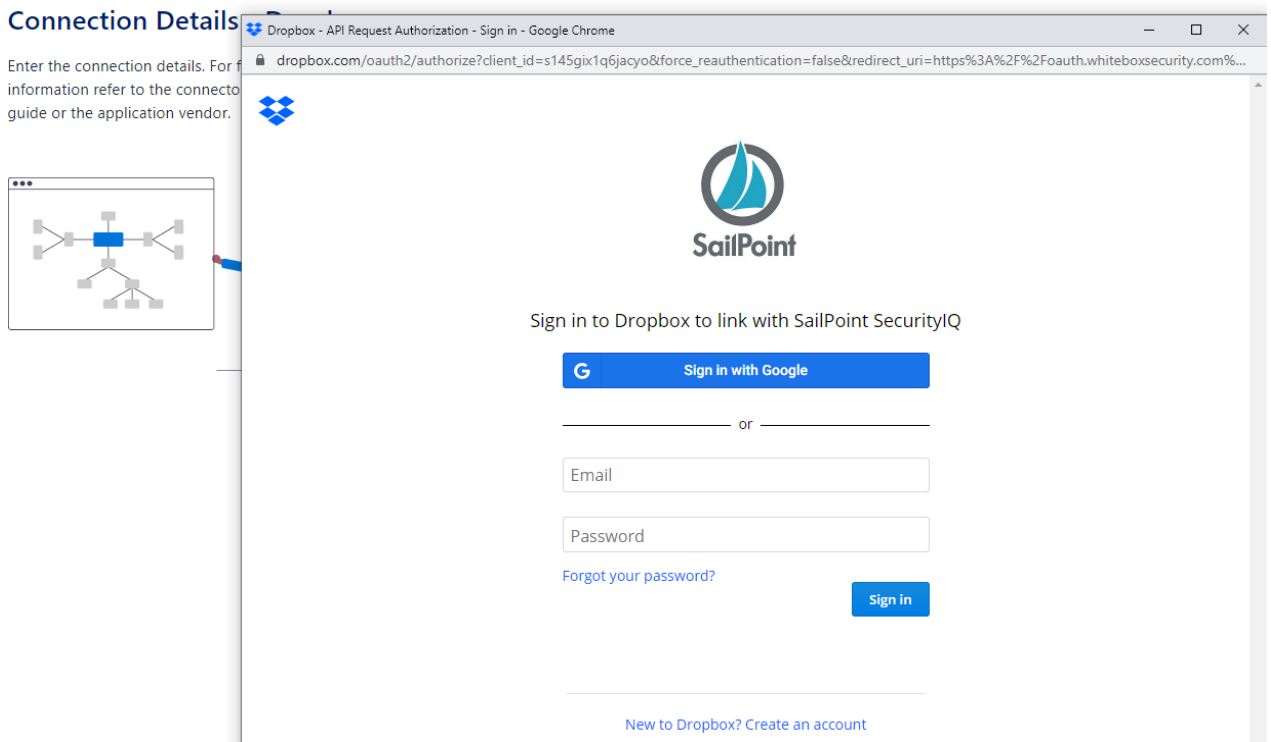 Connection Details
Dropbox - API Request Authorization - Sign in - Google Chrome
dropbox.com/oauth2/authorize?client_id=s145gix1q6jacyo&force_reauthentication=false&redirect_uri=https%3A%2F%2Foauth.whiteboxsecurity.com%...
Enter the connection details. For f
information refer to the connecto
guide or the application vendor.
SailPoint
Sign in to Dropbox to link with SailPoint SecurityIQ
G
Sign in with Google
or
Email
Password
Forgot your password?
Sign in
New to Dropbox? Create an account